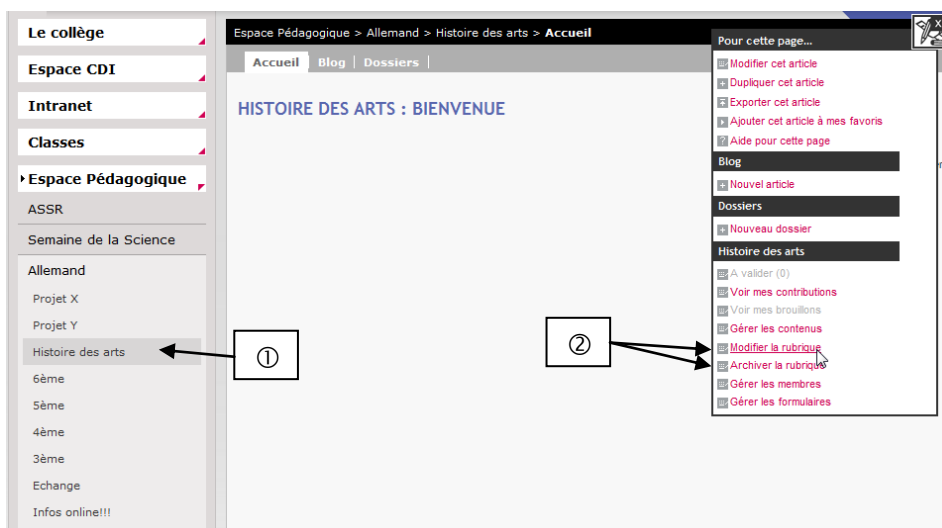 Le collège
Espace CDI
Intranet
Classes
Espace Pédagogique
ASSR
Semaine de la Science
Allemand
Projet X
Projet Y
Histoire des arts
6ème
5ème
4ème
3ème
Echange
Infos online!!!
Espace Pédagogique > Allemand > Histoire des arts > Accueil
Accueil | Blog | Dossiers |
HISTOIRE DES ARTS : BIENVENUE
①
②
X
Pour cette page...
Modifier cet article
Dupliquer cet article
Exporter cet article
Ajouter cet article à mes favoris
Aide pour cette page
Blog
Nouvel article
Dossiers
Nouveau dossier
Histoire des arts
A valider (0)
Voir mes contributions
Voir mes brouillons
Gérer les contenus
Modifier la rubrique
Archiver la rubrique
Gérer les membres
Gérer les formulaires